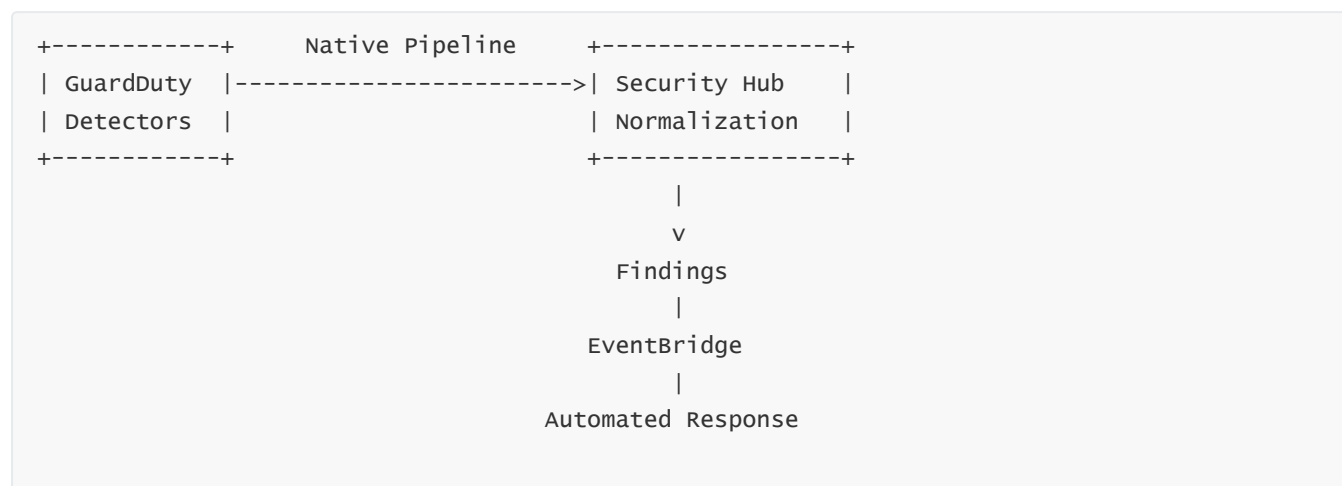 +------------+     Native Pipeline     +-----------------+
| GuardDuty  |------------------------>| Security Hub    |
| Detectors  |                         | Normalization   |
+------------+                         +-----------------+
                                             |
                                             v
                                         Findings
                                             |
                                       EventBridge
                                             |
                                    Automated Response